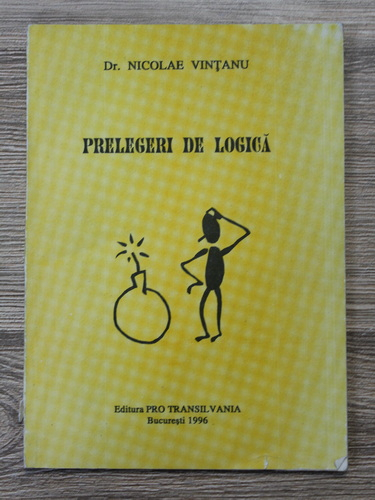 Dr. NICOLAE VINȚANU
PRELEGERI DE LOGICĂ
Editura PRO TRANSILVANIA
București 1996